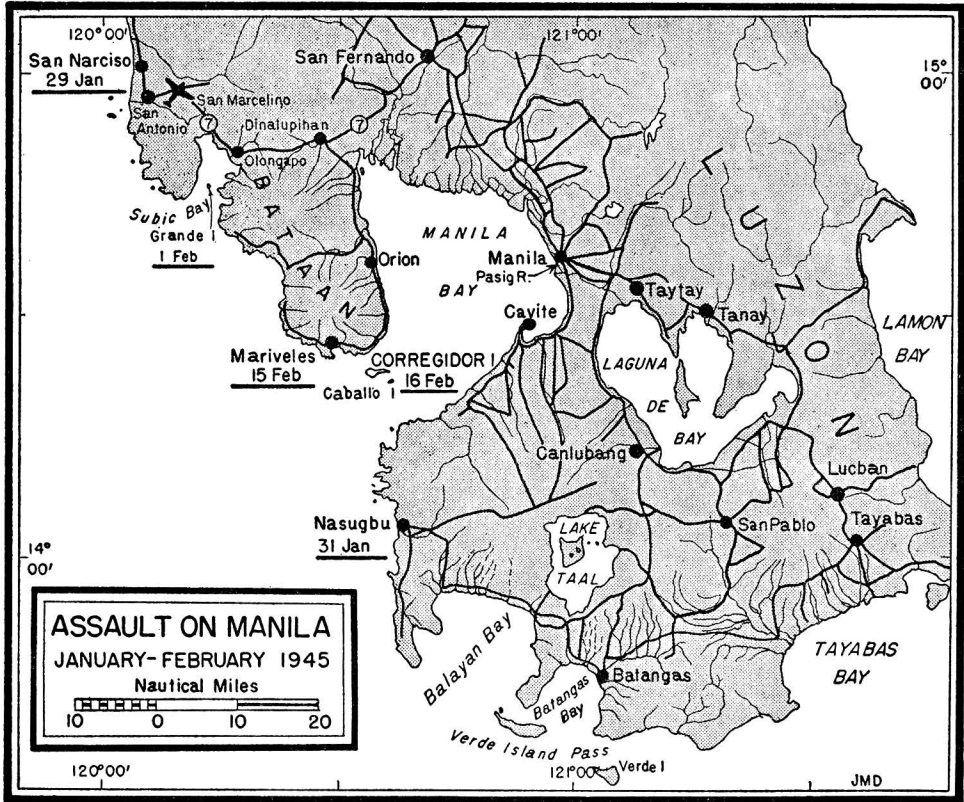 120°00'
121°00'
San Narciso
29 Jan
San Fernando
15°
00'
San Marcelino
San
Antonio
7
Dinalupihan
7
Olongapo
Subic Bay
Grande I
1 Feb
BATAAN
MANILA
BAY
Orion
Manila
Pasig R.
Taytay
Tanay
LUZON
LAMON
BAY
Cavite
Mariveles
15 Feb
CORREGIDOR I
16 Feb
Caballo I
LAGUNA
DE
BAY
Canlubang
Lucban
Nasugbu
31 Jan
LAKE
TAAL
San Pablo
Tayabas
14°
00'
ASSAULT ON MANILA
JANUARY-FEBRUARY 1945
Nautical Miles
10 0 10 20
Balayan Bay
Batangas
Bay
Batangas
TAYABAS
BAY
Verde Island Pass
Verde I
120°00'
121°00'
JMD